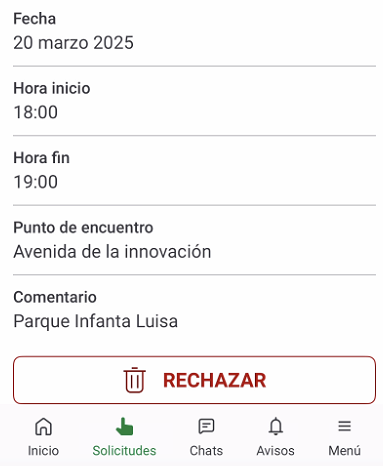 Fecha
20 marzo 2025
Hora inicio
18:00
Hora fin
19:00
Punto de encuentro
Avenida de la innovación
Comentario
Parque Infanta Luisa
RECHAZAR
Inicio Solicitudes Chats Avisos Menú